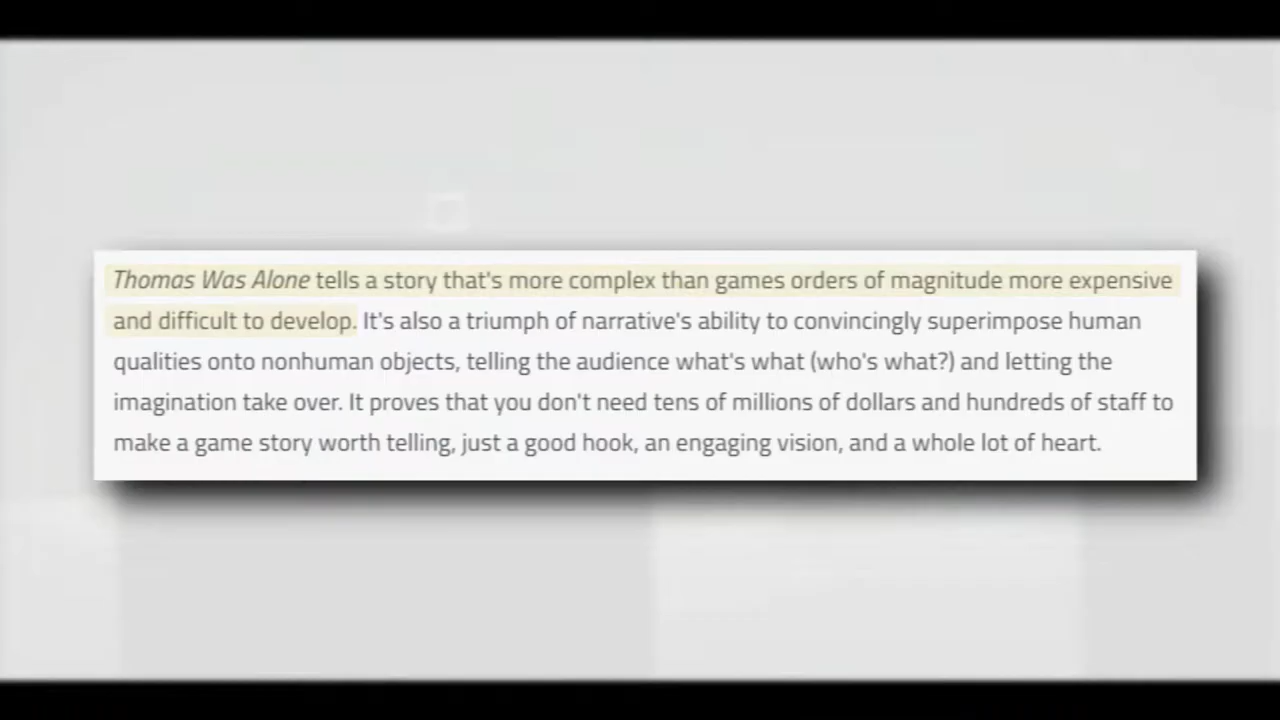 Thomas Was Alone tells a story that's more complex than games orders of magnitude more expensive
and difficult to develop. It's also a triumph of narrative's ability to convincingly superimpose human
qualities onto nonhuman objects, telling the audience what's what (who's what?) and letting the
imagination take over. It proves that you don't need tens of millions of dollars and hundreds of staff to
make a game story worth telling, just a good hook, an engaging vision, and a whole lot of heart.